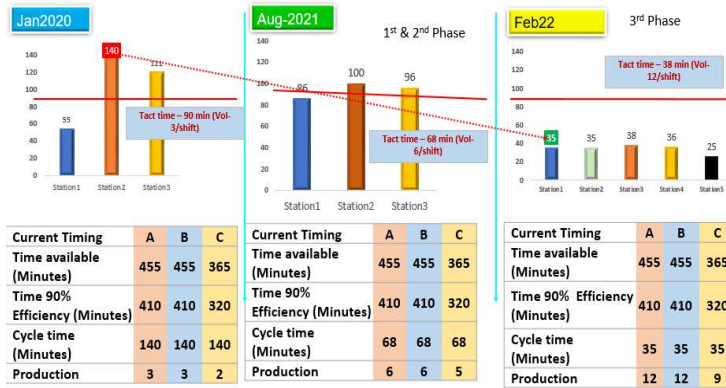 Jan2020
140
120
100
80
60
40
20
0
55
140
121
Station1 Station2 Station3
Tact time – 90 min (Vol-
3/shift)
Current Timing A B C
Time available
(Minutes) 455 455 365
Time 90%
Efficiency (Minutes) 410 410 320
Cycle time
(Minutes) 140 140 140
Production 3 3 2
Aug-2021
1st & 2nd Phase
140
120
100
80
60
40
20
0
86
100
96
Station1 Station2 Station3
Tact time – 68 min (Vol-
6/shift)
Current Timing A B C
Time available
(Minutes) 455 455 365
Time 90%
Efficiency (Minutes) 410 410 320
Cycle time
(Minutes) 68 68 68
Production 6 6 5
Feb22
3rd Phase
140
120
100
80
60
40
20
0
35
35
38
36
25
Station1 Station2 Station3 Station4 Station5
Tact time – 38 min (Vol-
12/shift)
Current Timing A B C
Time available
(Minutes) 455 455 365
Time 90% Efficiency
(Minutes) 410 410 320
Cycle time
(Minutes) 35 35 35
Production 12 12 9